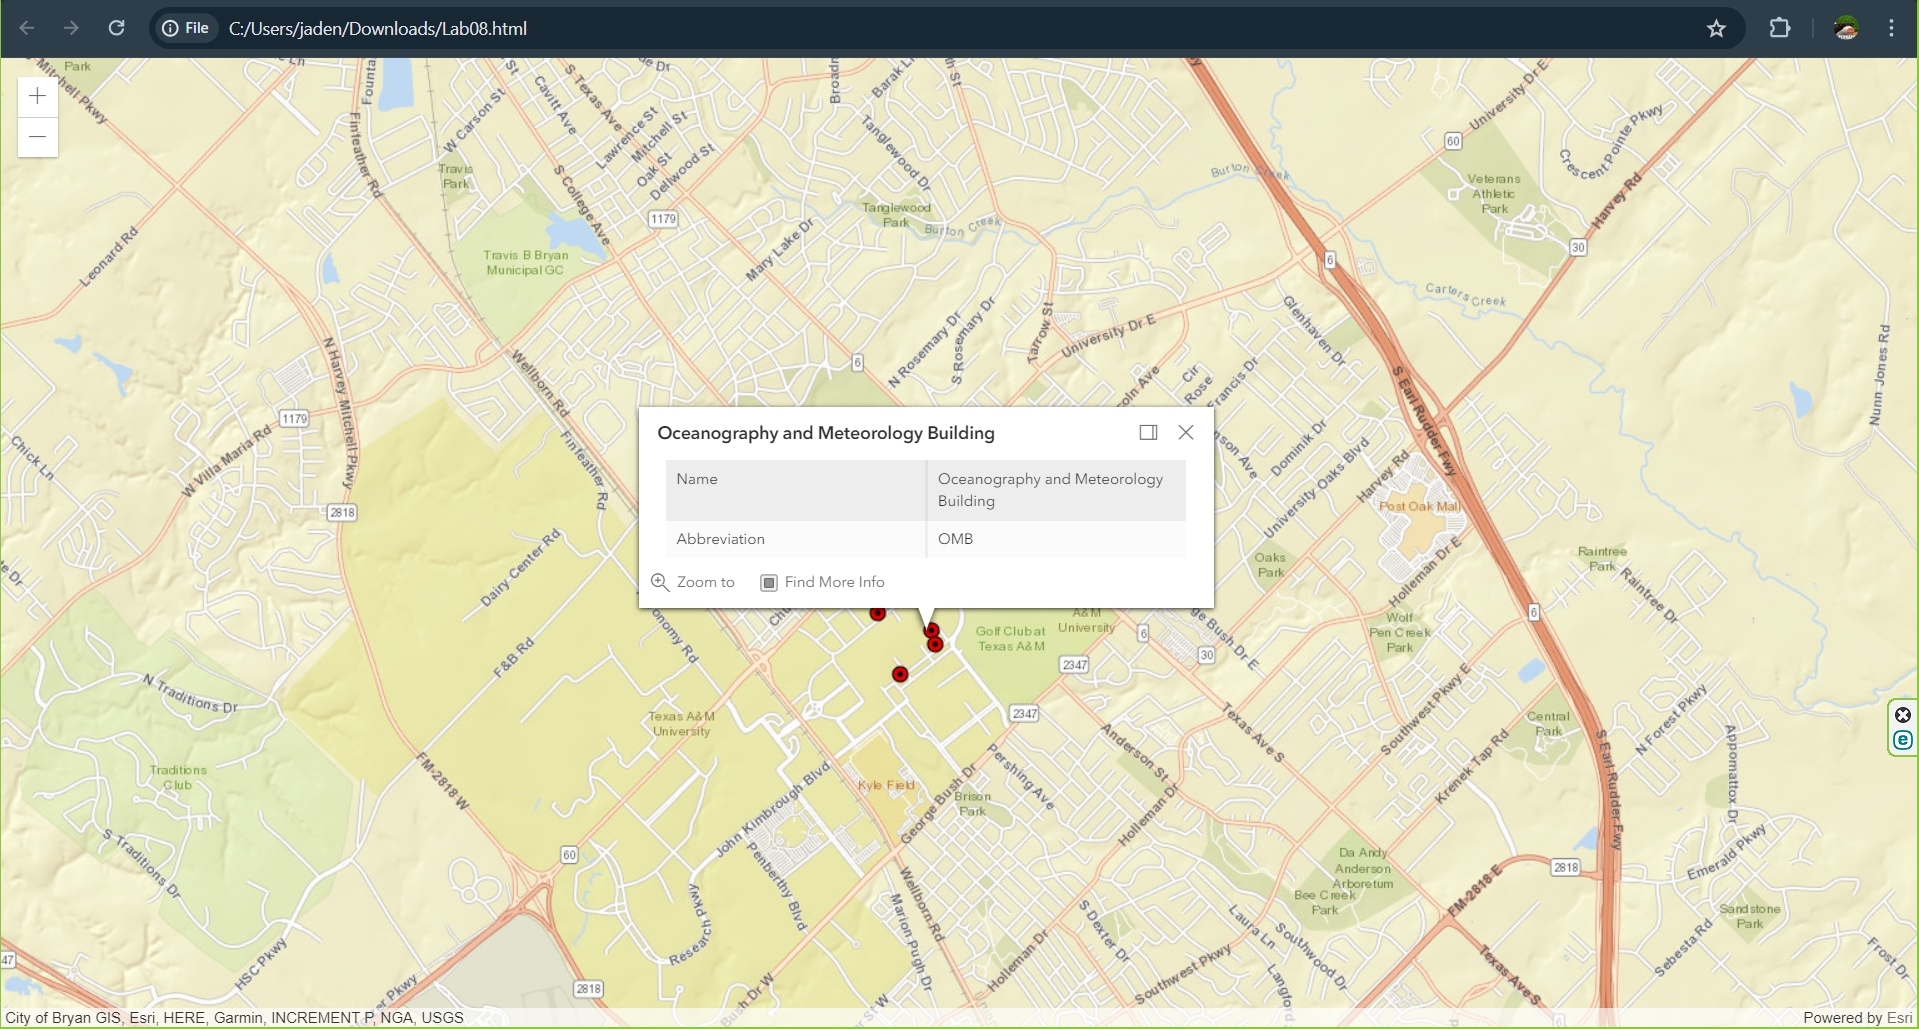 File
C:/Users/jaden/Downloads/Lab08.html
Park
S Mitchell Pkwy
Finfeather Rd
W Carson St
Cavitt Ave
S Texas Ave
Lawrence St
Mitchell St
Oak St
Dellwood St
Barak Ln
Tanglewood Dr
Burton Creek
University Dr E
60
Crescent Pointe Pkwy
Travis
Park
S College Ave
1179
Tanglewood
Park
Burton Creek
Veterans
Athletic
Park
Harvey Rd
30
Leonard Rd
Travis B Bryan
Municipal GC
Mary Lake Dr
6
Carters Creek
N Harvey Mitchell Pkwy
Wellborn Rd
6
N Rosemary Dr
S Rosemary Dr
Tarrow St
University Dr E
Glenhaven Dr
Nunn Jones Rd
Cir
Rose
Francis Dr
S Earl Rudder Fwy
1179
Chick Ln
W Villa Maria Rd
Finfeather Rd
Dominik Dr
University Oaks Blvd
Harvey Rd
Post Oak Mall
2818
Oceanography and Meteorology Building
Name
Oceanography and Meteorology
Building
Abbreviation
OMB
Zoom to
Find More Info
Dairy Center Rd
Oaks
Park
Holleman Dr E
Raintree
Park
Raintree Dr
6
F&B Rd
Golf Club at
Texas A&M
A&M
University
6
30
2347
Wolf
Pen Creek
Park
N Traditions Dr
Texas A&M
University
2347
Texas Ave S
Southwest Pkwy E
Central
Park
N Forest Pkwy
Appomattox Dr
Traditions
Club
FM-2818 W
Kyle Field
John Kimbrough Blvd
George Bush Dr
Pershing Ave
Brison
Park
Anderson St
Holleman Dr
Krenek Tap Rd
S Earl Rudder Fwy
S Traditions Dr
60
Penberthy Blvd
Wellborn Rd
Da Andy
Anderson
Arboretum
Bee Creek
Park
FM-2818 E
2818
Emerald Pkwy
Sandstone
Park
Research Pkwy
Marion Pugh Dr
S Dexter Dr
Laura Ln
Southwood Dr
Sebesta Rd
Frost Dr
47
HSC Pkwy
2818
Bush Dr W
Holleman Dr
Southwest Pkwy
Langford
Texas Ave S
6
City of Bryan GIS, Esri, HERE, Garmin, INCREMENT P, NGA, USGS
Powered by Esri